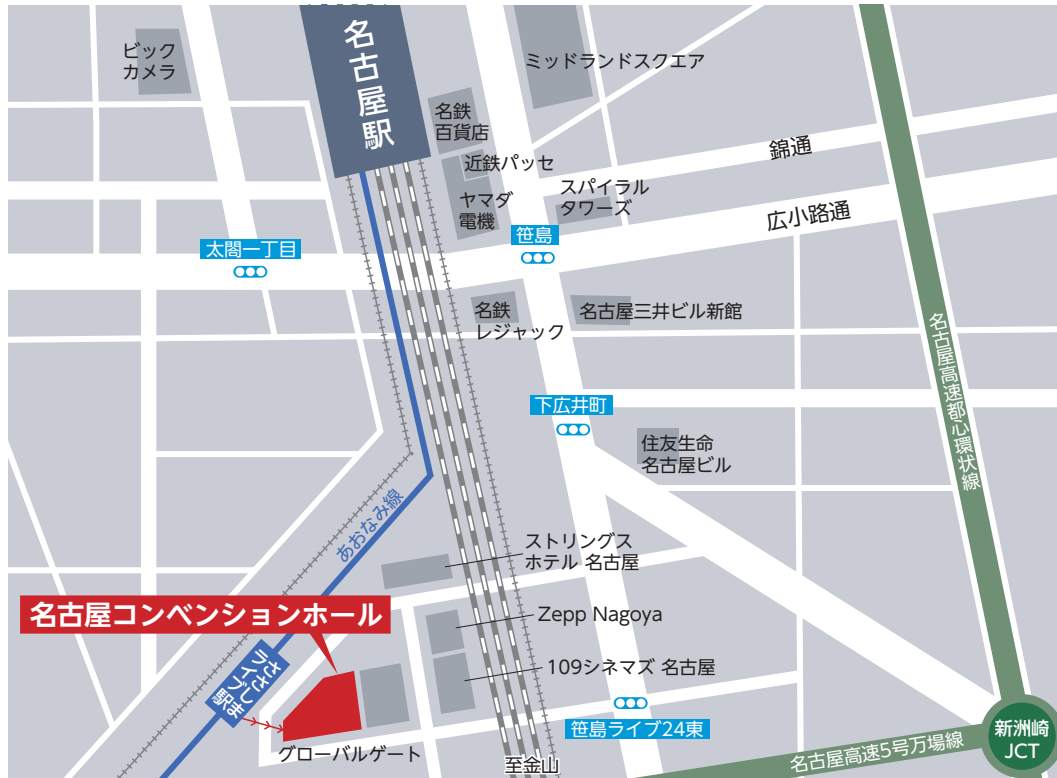 名古屋駅
ビック
カメラ
ミッドランドスクエア
名鉄
百貨店
近鉄パッセ
ヤマダ
電機
スパイラル
タワーズ
錦通
広小路通
太閤一丁目
笹島
名鉄
レジャック
名古屋三井ビル新館
名古屋高速都心環状線
下広井町
住友生命
名古屋ビル
あおなみ線
ストリングス
ホテル 名古屋
名古屋コンベンションホール
Zepp Nagoya
109シネマズ 名古屋
ささしま
ライブ駅
グローバルゲート
笹島ライブ24東
至金山
名古屋高速5号万場線
新洲崎
JCT